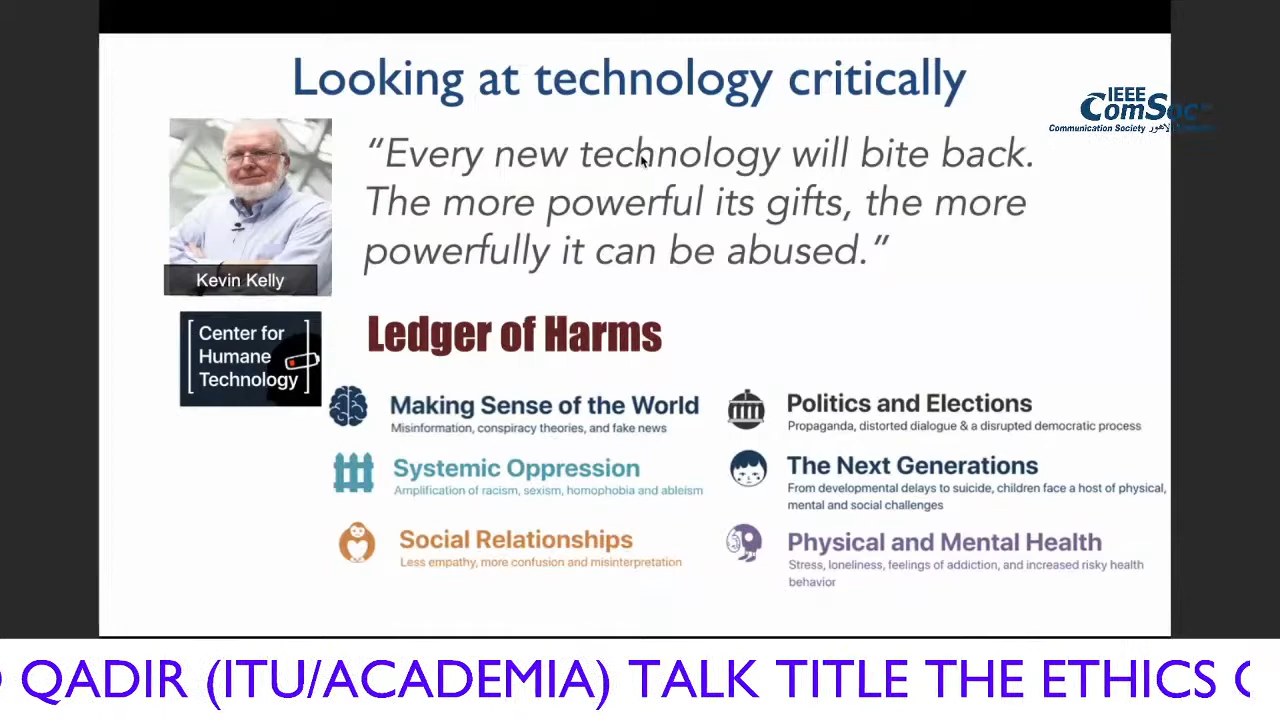 Looking at technology critically
IEEE
ComSoc
Communication Society لاہور
“Every new technology will bite back.
The more powerful its gifts, the more
powerfully it can be abused.”
Kevin Kelly
Center for
Humane
Technology
Ledger of Harms
Making Sense of the World
Misinformation, conspiracy theories, and fake news
Politics and Elections
Propaganda, distorted dialogue & a disrupted democratic process
Systemic Oppression
Amplification of racism, sexism, homophobia and ableism
The Next Generations
From developmental delays to suicide, children face a host of physical,
mental and social challenges
Social Relationships
Less empathy, more confusion and misinterpretation
Physical and Mental Health
Stress, loneliness, feelings of addiction, and increased risky health
behavior
QADIR (ITU/ACADEMIA) TALK TITLE THE ETHICS